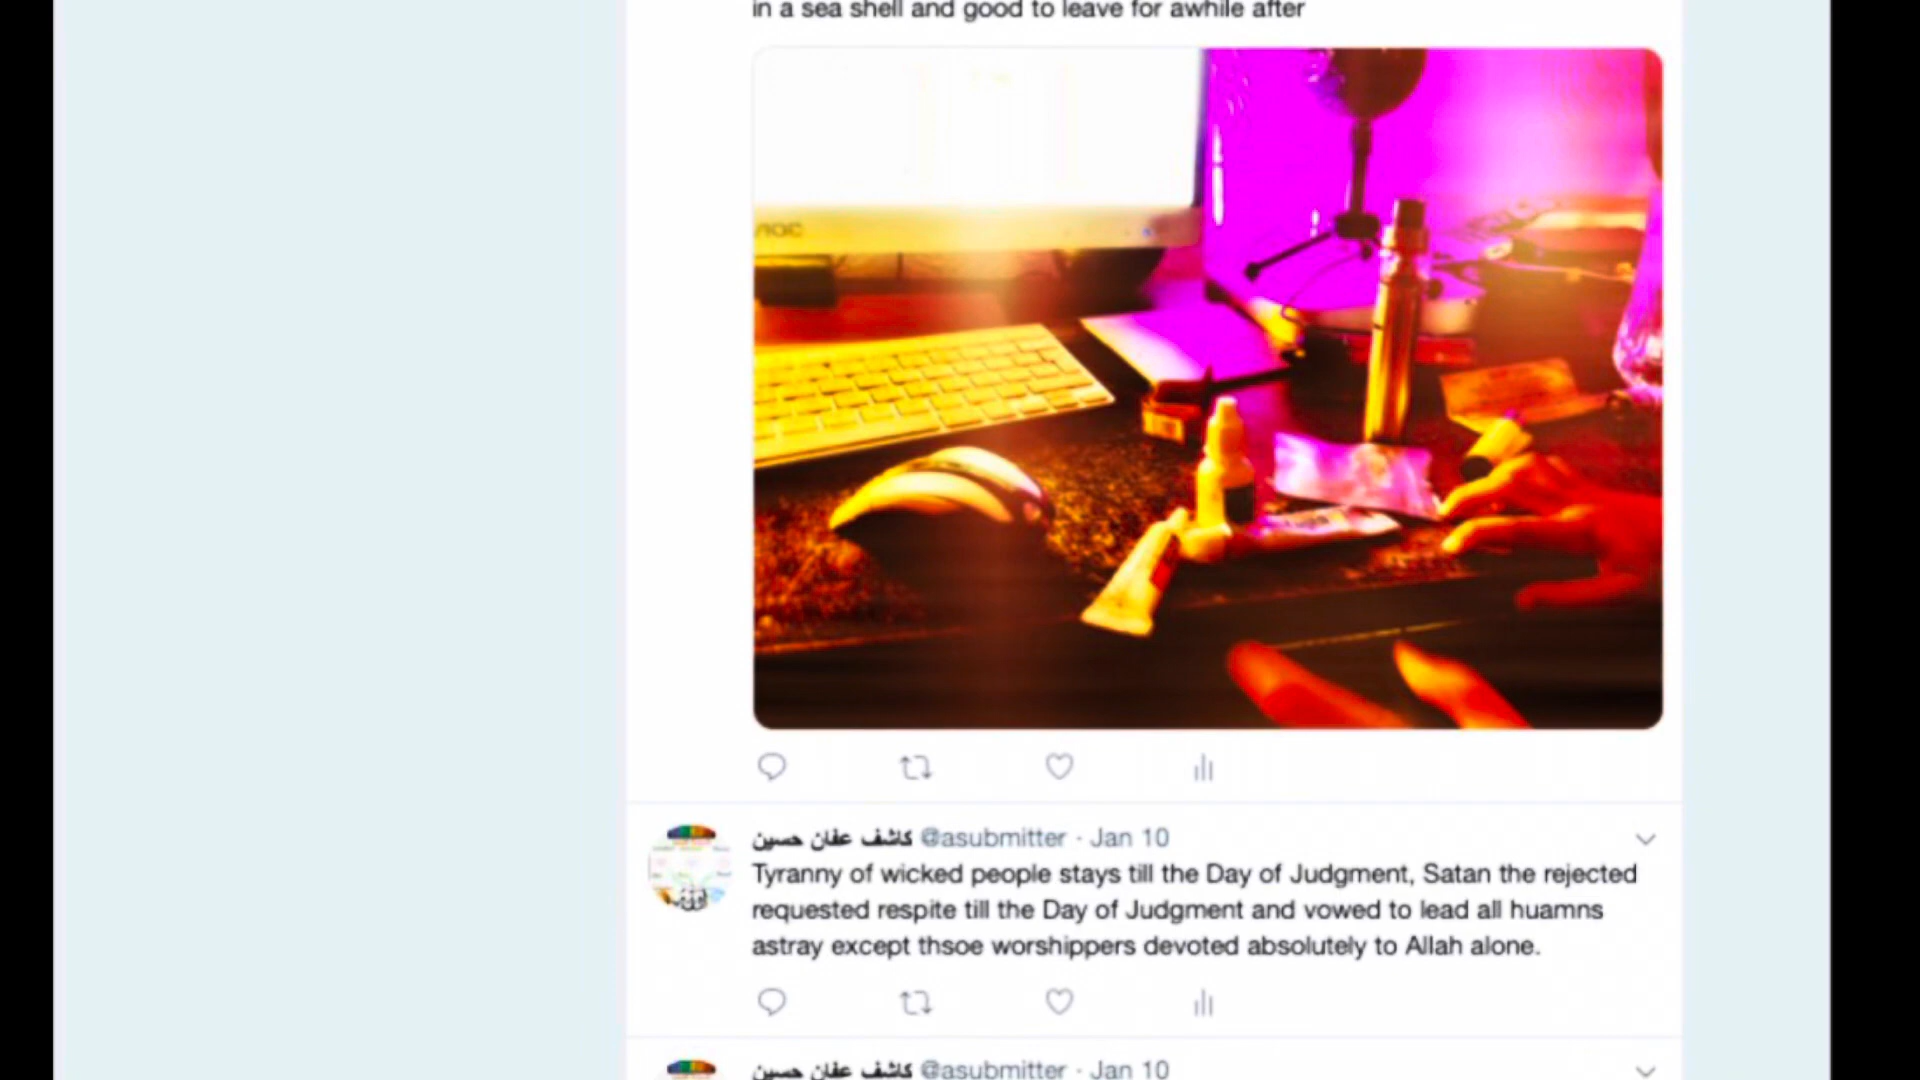 in a sea shell and good to leave for awhile after
AOC
كاشف عفان حسين @asubmitter · Jan 10
Tyranny of wicked people stays till the Day of Judgment, Satan the rejected
requested respite till the Day of Judgment and vowed to lead all huamns
astray except thsoe worshippers devoted absolutely to Allah alone.
كاشف عفان حسين @asubmitter · Jan 10